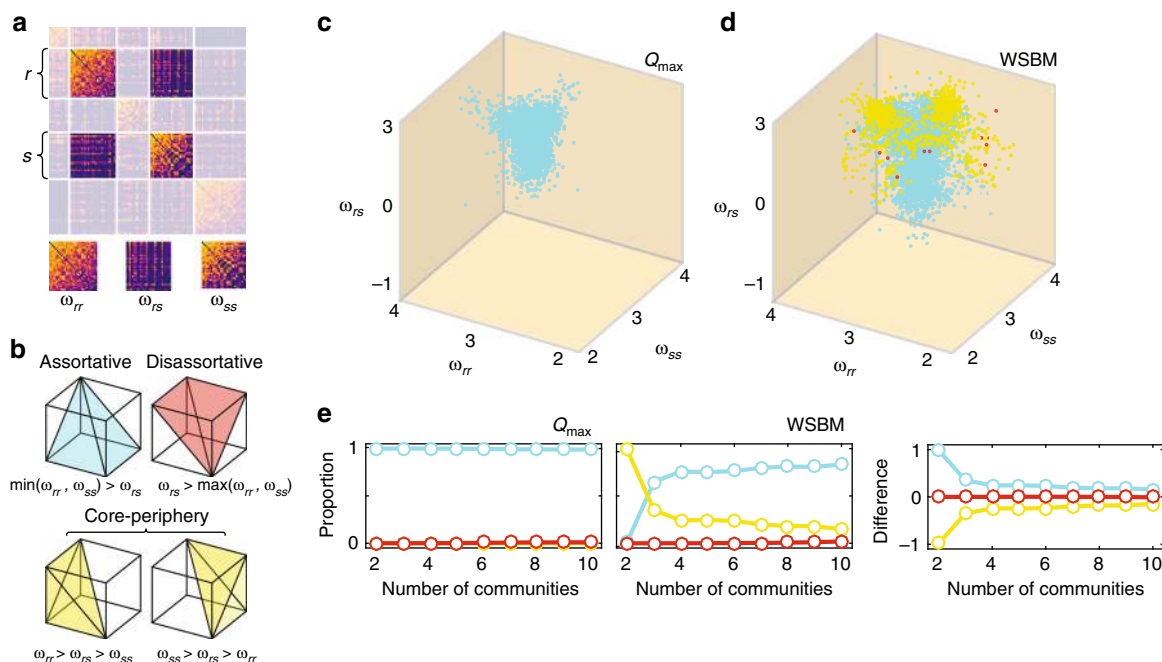 a
r
s
ω_rr
ω_rs
ω_ss
b
Assortative
Disassortative
min(ω_rr , ω_ss) > ω_rs
ω_rs > max(ω_rr , ω_ss)
Core-periphery
ω_rr > ω_rs > ω_ss
ω_ss > ω_rs > ω_rr
c
Q_max
3
ω_rs
0
−1
4
3
ω_rr
2
2
3
ω_ss
4
d
WSBM
3
ω_rs
0
−1
4
3
ω_rr
2
2
3
ω_ss
4
e
Q_max
1
Proportion
0
2 4 6 8 10
Number of communities
WSBM
1
0
2 4 6 8 10
Number of communities
1
Difference
0
−1
2 4 6 8 10
Number of communities